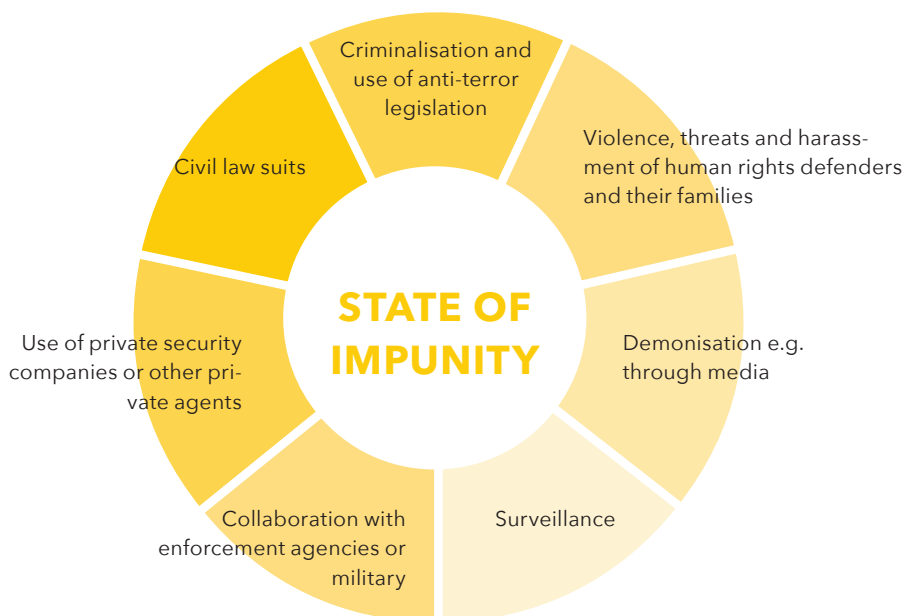 Criminalisation and
use of anti-terror
legislation
Violence, threats and harass-
ment of human rights defenders
and their families
Civil law suits
STATE OF
IMPUNITY
Demonisation e.g.
through media
Use of private security
companies or other pri-
vate agents
Surveillance
Collaboration with
enforcement agencies or
military